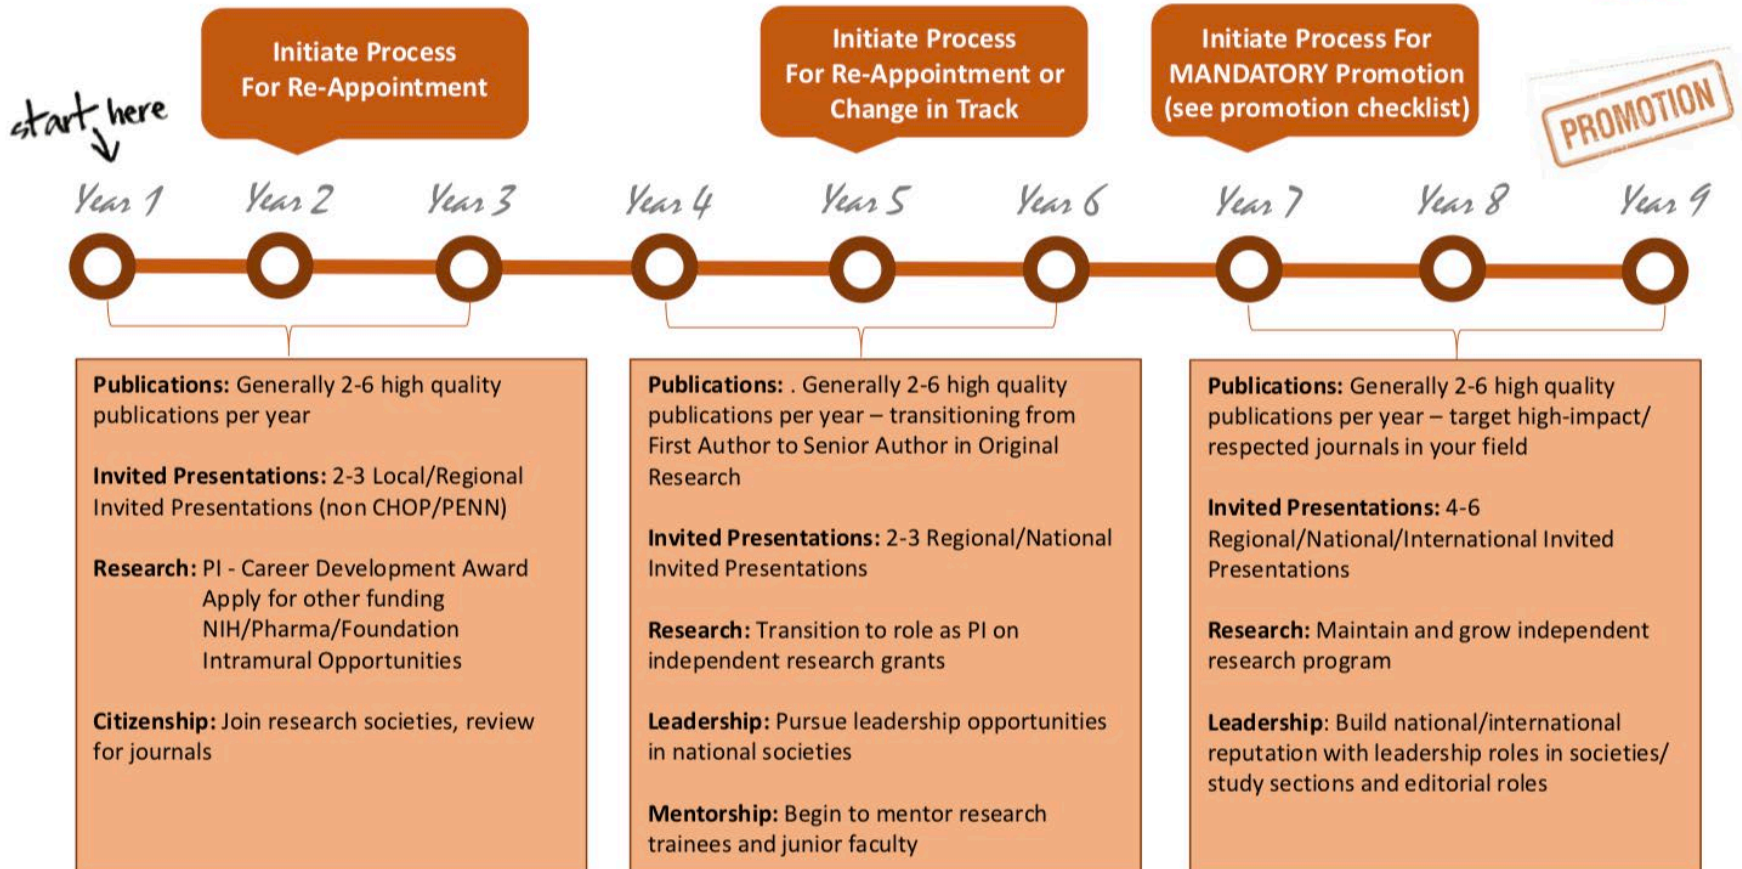 Initiate Process
For Re-Appointment
Initiate Process
For Re-Appointment or
Change in Track
Initiate Process For
MANDATORY Promotion
(see promotion checklist)
PROMOTION
start here
Year 1
Year 2
Year 3
Year 4
Year 5
Year 6
Year 7
Year 8
Year 9
Publications: Generally 2-6 high quality
publications per year
Invited Presentations: 2-3 Local/Regional
Invited Presentations (non CHOP/PENN)
Research: PI - Career Development Award
Apply for other funding
NIH/Pharma/Foundation
Intramural Opportunities
Citizenship: Join research societies, review
for journals
Publications: . Generally 2-6 high quality
publications per year – transitioning from
First Author to Senior Author in Original
Research
Invited Presentations: 2-3 Regional/National
Invited Presentations
Research: Transition to role as PI on
independent research grants
Leadership: Pursue leadership opportunities
in national societies
Mentorship: Begin to mentor research
trainees and junior faculty
Publications: Generally 2-6 high quality
publications per year – target high-impact/
respected journals in your field
Invited Presentations: 4-6
Regional/National/International Invited
Presentations
Research: Maintain and grow independent
research program
Leadership: Build national/international
reputation with leadership roles in societies/
study sections and editorial roles